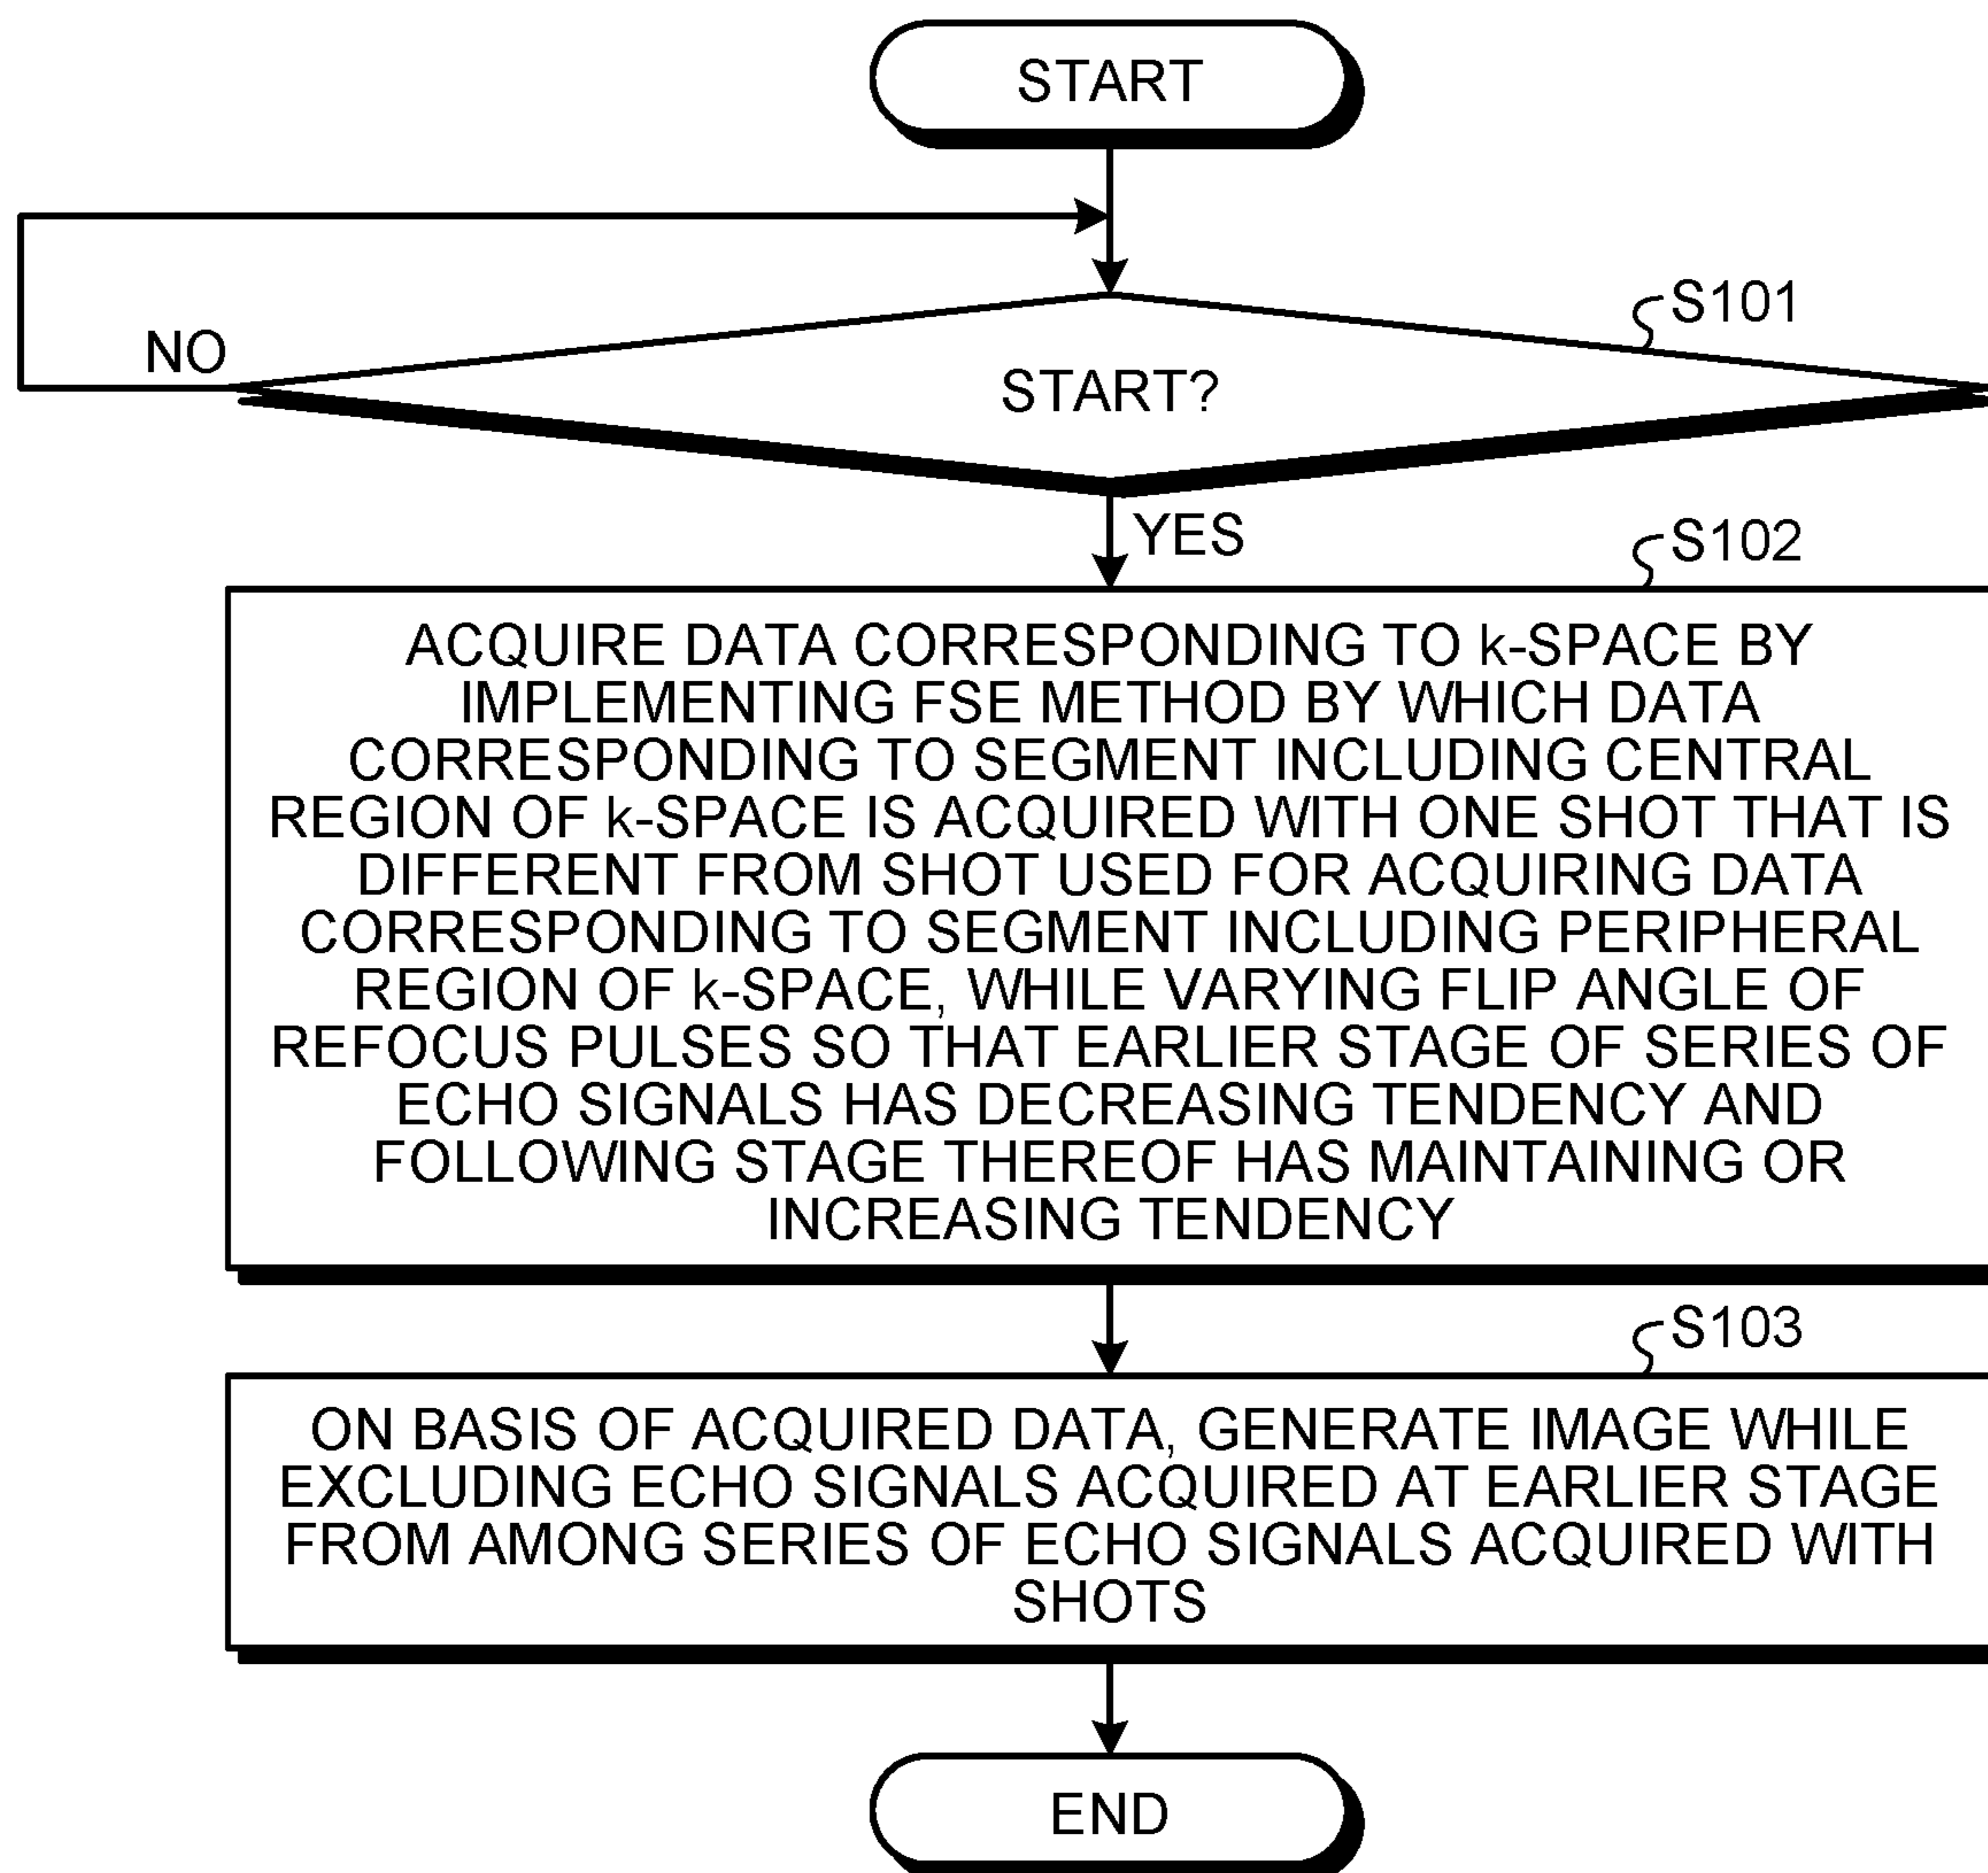 START
S101
NO
START?
YES
S102
ACQUIRE DATA CORRESPONDING TO k-SPACE BY
IMPLEMENTING FSE METHOD BY WHICH DATA
CORRESPONDING TO SEGMENT INCLUDING CENTRAL
REGION OF k-SPACE IS ACQUIRED WITH ONE SHOT THAT IS
DIFFERENT FROM SHOT USED FOR ACQUIRING DATA
CORRESPONDING TO SEGMENT INCLUDING PERIPHERAL
REGION OF k-SPACE, WHILE VARYING FLIP ANGLE OF
REFOCUS PULSES SO THAT EARLIER STAGE OF SERIES OF
ECHO SIGNALS HAS DECREASING TENDENCY AND
FOLLOWING STAGE THEREOF HAS MAINTAINING OR
INCREASING TENDENCY
S103
ON BASIS OF ACQUIRED DATA, GENERATE IMAGE WHILE
EXCLUDING ECHO SIGNALS ACQUIRED AT EARLIER STAGE
FROM AMONG SERIES OF ECHO SIGNALS ACQUIRED WITH
SHOTS
END